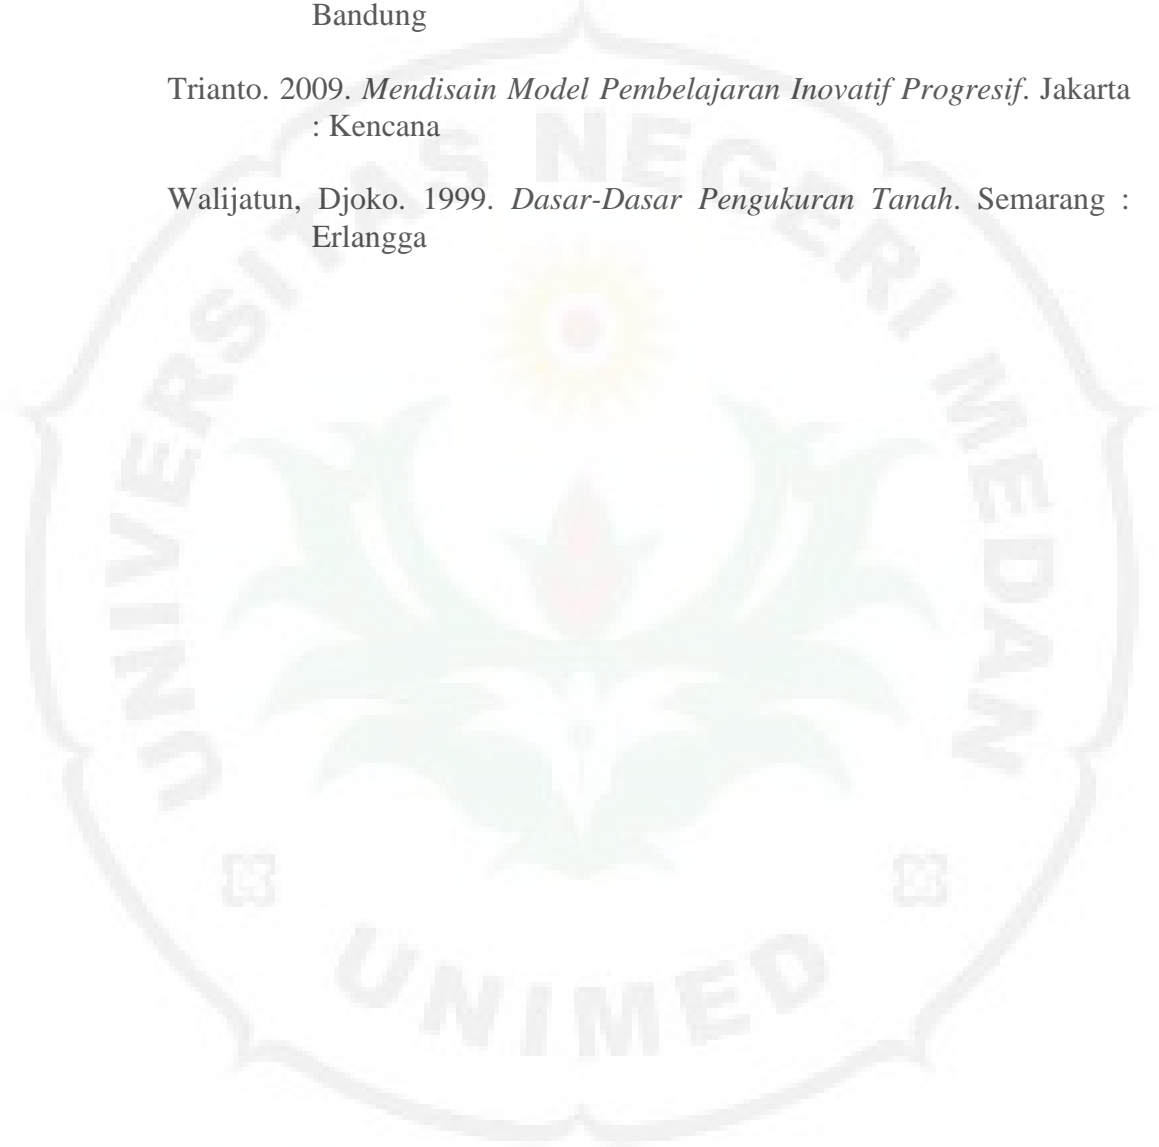 Bandung
Trianto. 2009. Mendisain Model Pembelajaran Inovatif Progresif. Jakarta
: Kencana
Walijatun, Djoko. 1999. Dasar-Dasar Pengukuran Tanah. Semarang :
Erlangga
UNIVERSITAS NEGERI MEDAN
UNIMED